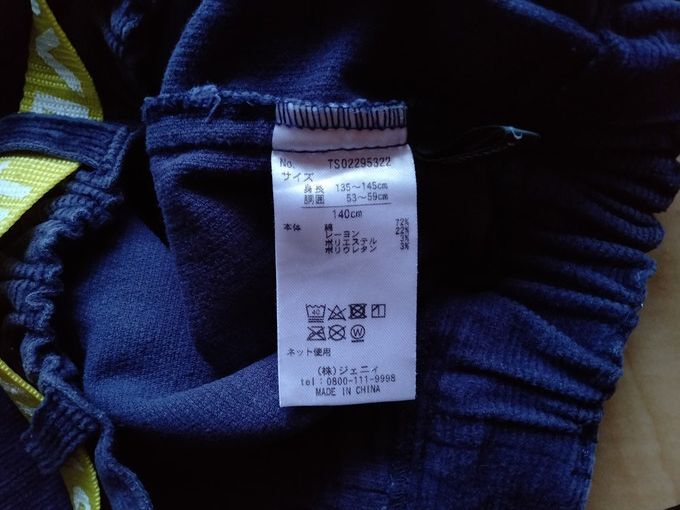 No. TS02295322
サイズ
身長 135～145cm
胴囲 53～59cm
140cm
本体 綿 72%
レーヨン 22%
ポリエステル 3%
ポリウレタン 3%
40
W
ネット使用
(株)ジェニィ
tel:0800-111-9998
MADE IN CHINA